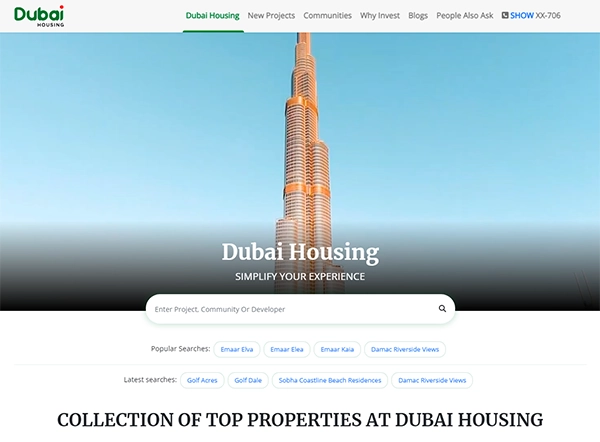 Dubai
HOUSING
Dubai Housing New Projects Communities Why Invest Blogs People Also Ask SHOW XX-706
Dubai Housing
SIMPLIFY YOUR EXPERIENCE
Enter Project, Community Or Developer
Popular Searches: Emaar Elva Emaar Elea Emaar Kaia Damac Riverside Views
Latest searches: Golf Acres Golf Dale Sobha Coastline Beach Residences Damac Riverside Views
COLLECTION OF TOP PROPERTIES AT DUBAI HOUSING